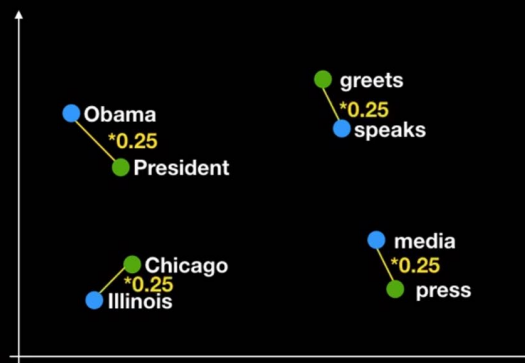 greets
Obama
*0.25
speaks
*0.25
President
media
Chicago
*0.25
*0.25
Illinois
press